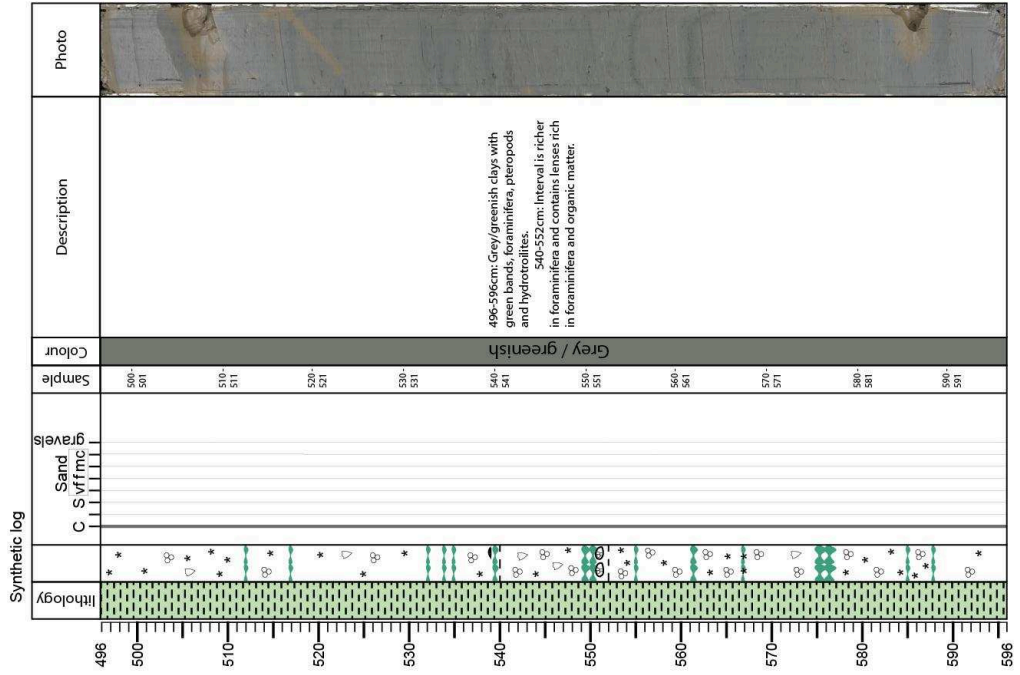 Synthetic log
lithology
C
S
vf f m c
Sand
gravels
Sample
Colour
Description
Photo
496
500
510
520
530
540
550
560
570
580
590
596
500-
501
510-
511
520-
521
530-
531
540-
541
550-
551
560-
561
570-
571
580-
581
590-
591
Grey / greenish
496-596cm: Grey/greenish clays with
green bands, foraminifera, pteropods
and hydrotroilites.
540-552cm: Interval is richer
in foraminifera and contains lenses rich
in foraminifera and organic matter.